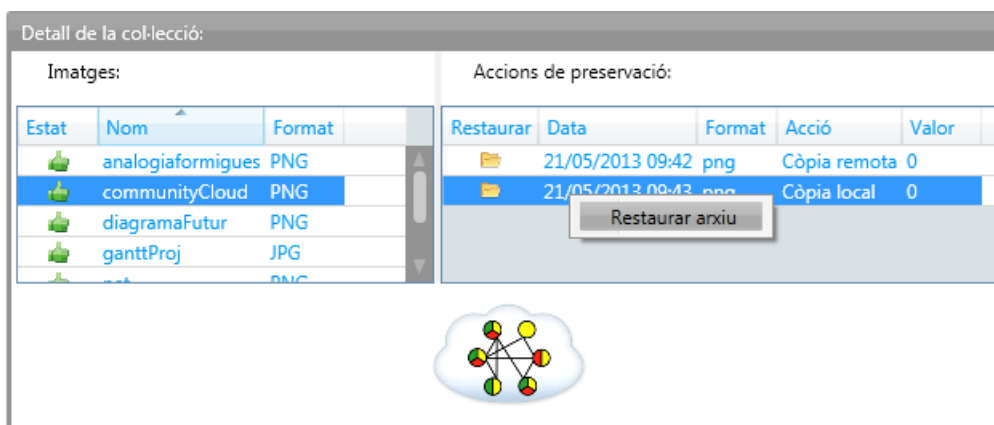 Detall de la col·lecció:
Imatges:
Accions de preservació:
Estat Nom Format
Restaurar Data Format Acció Valor
analogiaformigues PNG
21/05/2013 09:42 png Còpia remota 0
communityCloud PNG
21/05/2013 09:43 png Còpia local 0
Restaurar arxiu
diagramaFutur PNG
ganttProj JPG
PNG